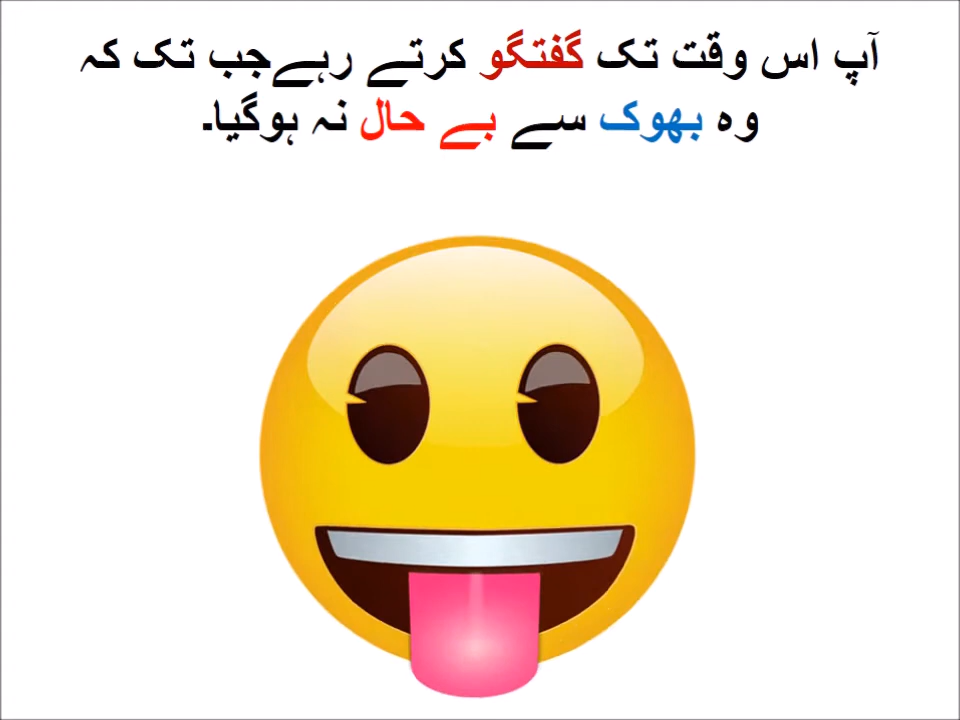 آپ اس وقت تک گفتگو کرتے رہےجب تک کہ
وہ بھوک سے بے حال نہ ہوگیا۔